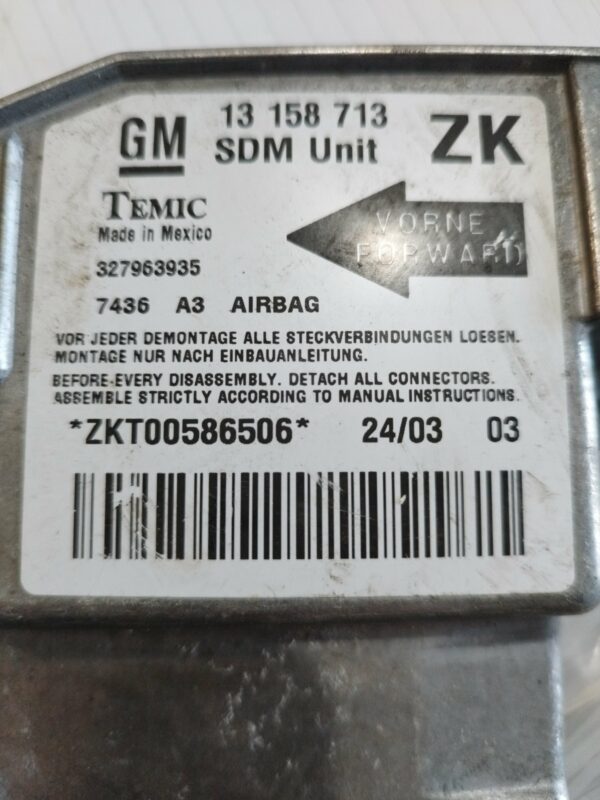 GM
13 158 713
SDM Unit
ZK
TEMIC
Made in Mexico
327963935
VORNE
FORWARD
7436 A3 AIRBAG
VOR JEDER DEMONTAGE ALLE STECKVERBINDUNGEN LOESEN.
MONTAGE NUR NACH EINBAUANLEITUNG.
BEFORE EVERY DISASSEMBLY. DETACH ALL CONNECTORS.
ASSEMBLE STRICTLY ACCORDING TO MANUAL INSTRUCTIONS.
*ZKT00586506* 24/03 03